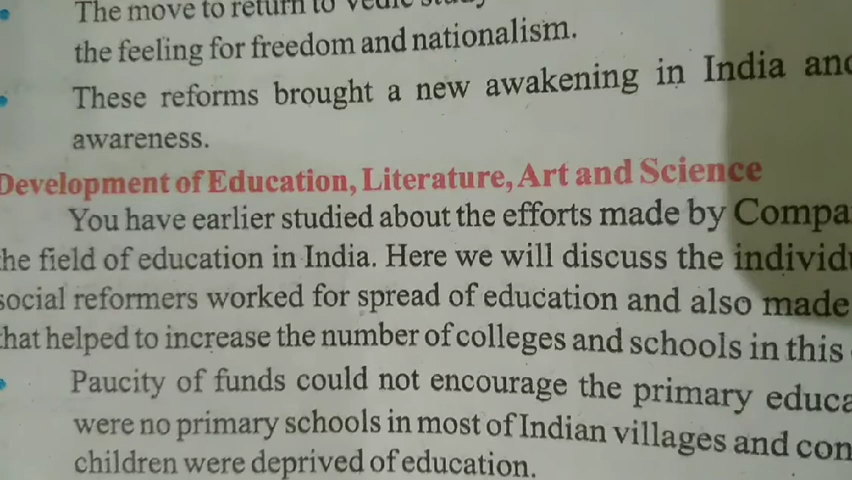 The move to return to Vedic study
the feeling for freedom and nationalism.
These reforms brought a new awakening in India and
awareness.
Development of Education, Literature, Art and Science
You have earlier studied about the efforts made by Compa
the field of education in India. Here we will discuss the individu
social reformers worked for spread of education and also made
that helped to increase the number of colleges and schools in this
Paucity of funds could not encourage the primary educa
were no primary schools in most of Indian villages and con
children were deprived of education.